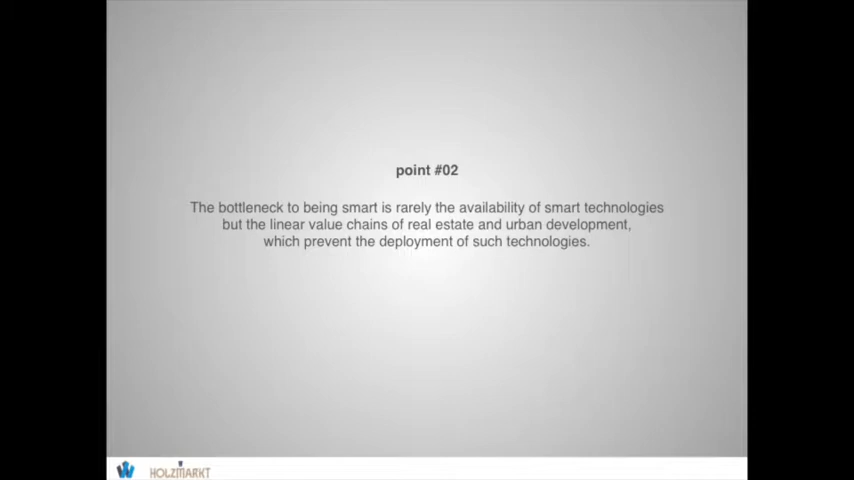 point #02
The bottleneck to being smart is rarely the availability of smart technologies
but the linear value chains of real estate and urban development,
which prevent the deployment of such technologies.
HOLZMARKT